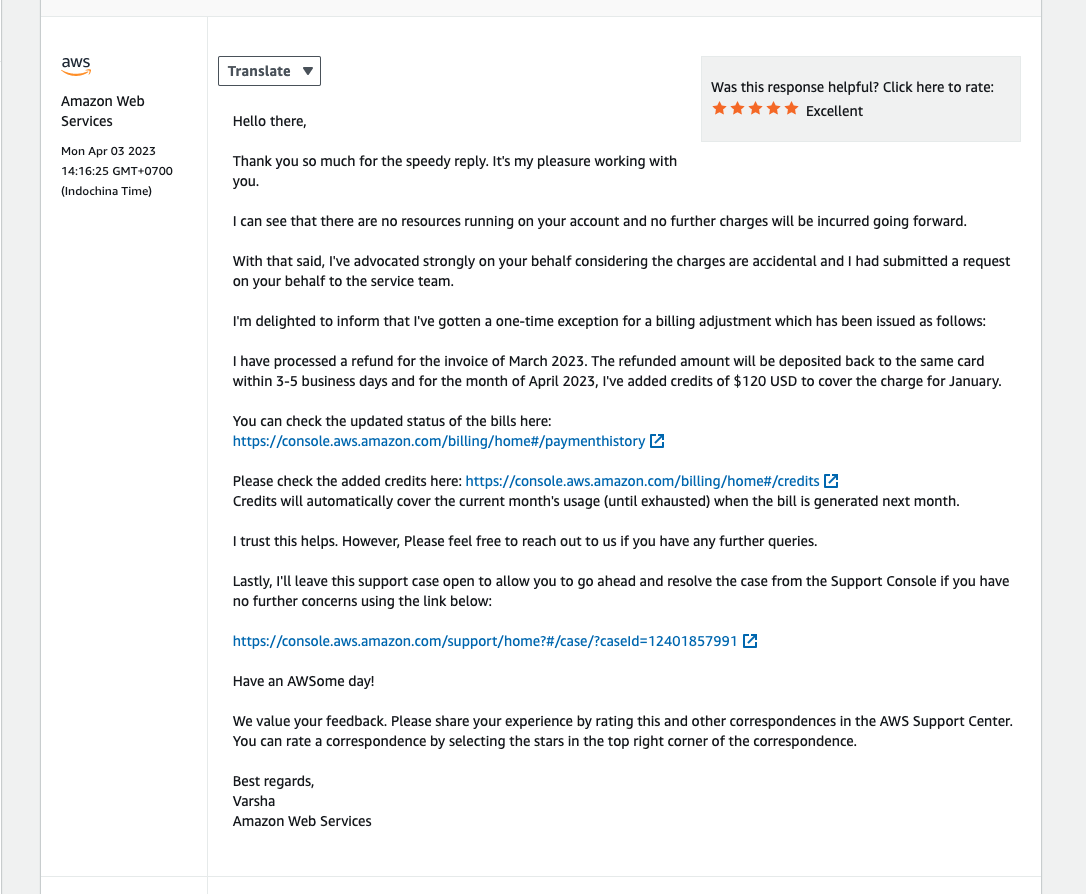 aws
Amazon Web
Services
Mon Apr 03 2023
14:16:25 GMT+0700
(Indochina Time)
Translate
Was this response helpful? Click here to rate:
Excellent
Hello there,
Thank you so much for the speedy reply. It's my pleasure working with
you.
I can see that there are no resources running on your account and no further charges will be incurred going forward.
With that said, I've advocated strongly on your behalf considering the charges are accidental and I had submitted a request
on your behalf to the service team.
I'm delighted to inform that I've gotten a one-time exception for a billing adjustment which has been issued as follows:
I have processed a refund for the invoice of March 2023. The refunded amount will be deposited back to the same card
within 3-5 business days and for the month of April 2023, I've added credits of $120 USD to cover the charge for January.
You can check the updated status of the bills here:
https://console.aws.amazon.com/billing/home#/paymenthistory
Please check the added credits here: https://console.aws.amazon.com/billing/home#/credits
Credits will automatically cover the current month's usage (until exhausted) when the bill is generated next month.
I trust this helps. However, Please feel free to reach out to us if you have any further queries.
Lastly, I'll leave this support case open to allow you to go ahead and resolve the case from the Support Console if you have
no further concerns using the link below:
https://console.aws.amazon.com/support/home?#/case/?caseId=12401857991
Have an AWSome day!
We value your feedback. Please share your experience by rating this and other correspondences in the AWS Support Center.
You can rate a correspondence by selecting the stars in the top right corner of the correspondence.
Best regards,
Varsha
Amazon Web Services